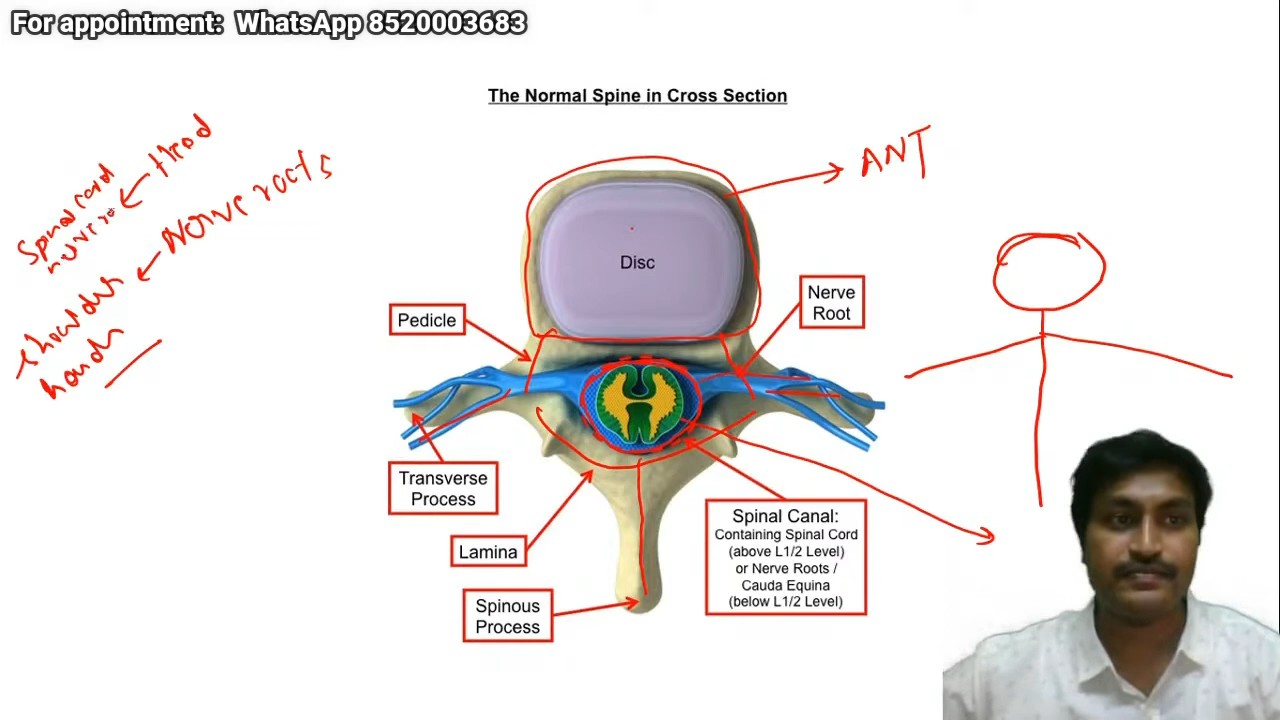 For appointment: WhatsApp 8520003683
The Normal Spine in Cross Section
ANT
Spinal cord
Nerve roots
Disc
Nerve
Root
Pedicle
Transverse
Process
Lamina
Spinous
Process
Spinal Canal:
Containing Spinal Cord
(above L1/2 Level)
or Nerve Roots /
Cauda Equina
(below L1/2 Level)